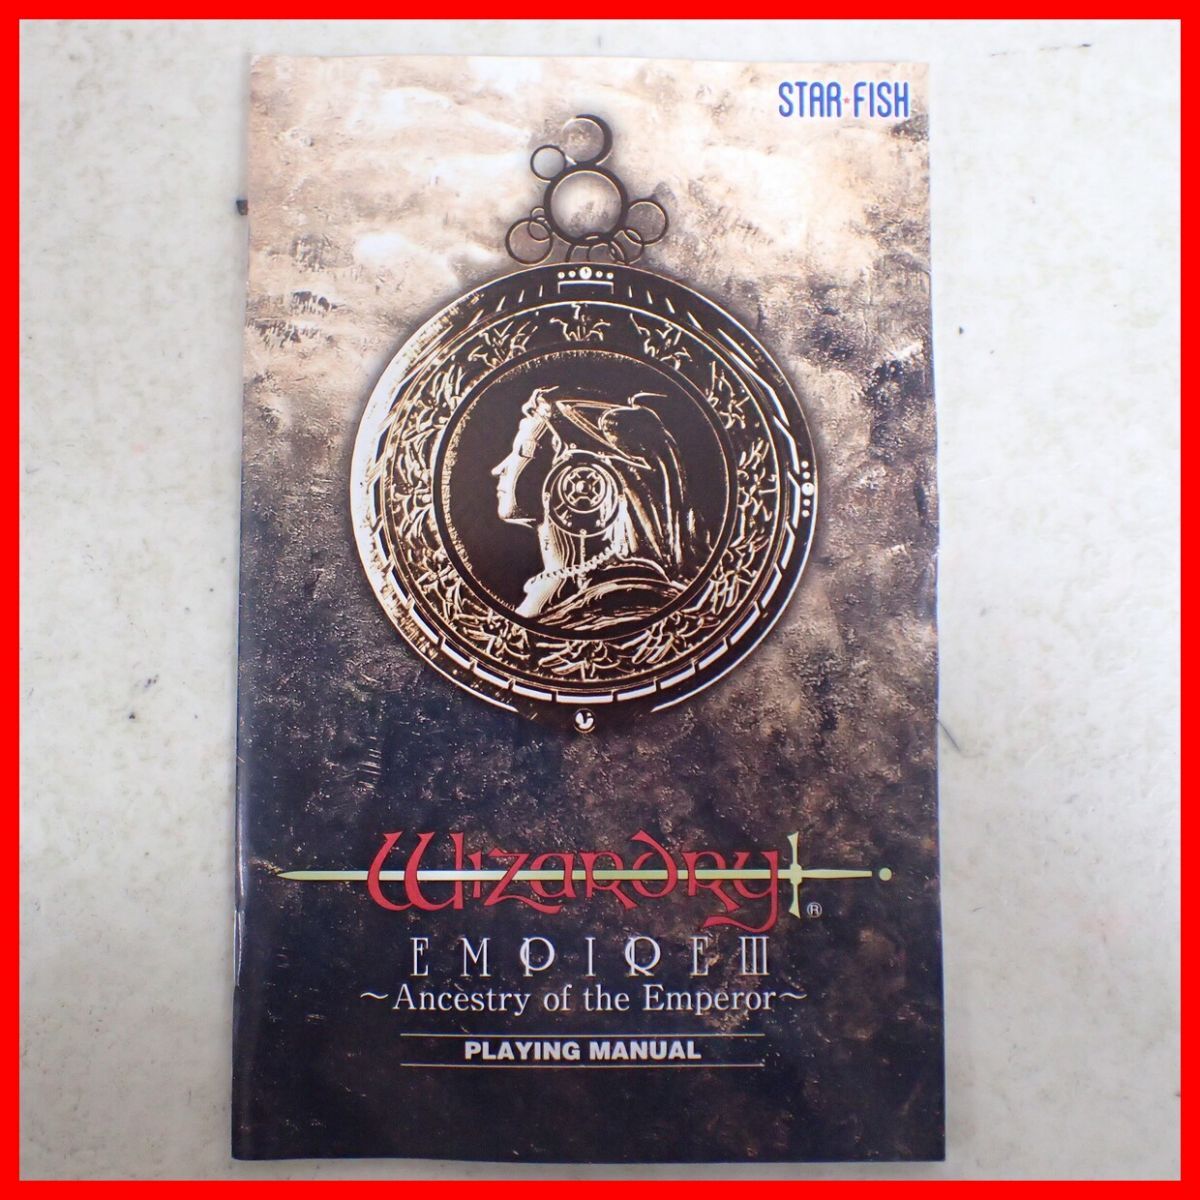 STAR★FISH
Wizardry®
EMPIRE III
～Ancestry of the Emperor～
PLAYING MANUAL